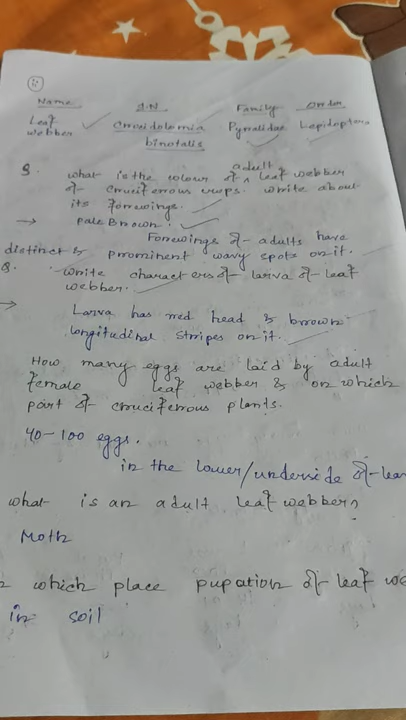 Name S.N. Family Order
Leaf webber Crocidolomia binotalis Pyralidae Lepidoptera
Q. what is the colour of adult leaf webber
of cruciferous crops. write about
its forewings.
→ pale Brown.
Forewings of adults have
distinct & prominent wavy spots on it.
Q. write characters of larva of leaf
webber.
→ Larva has red head & brown
longitudinal stripes on it.
How many eggs are laid by adult
female leaf webber & on which
part of cruciferous plants.
40-100 eggs.
in the lower/underside of
what is an adult leaf webber?
Moth
which place pupation of leaf
in soil